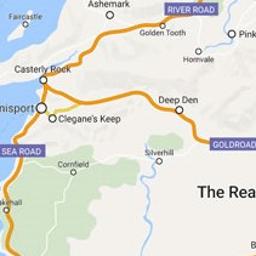 Ashemark
RIVER ROAD
Faircastle
Golden Tooth
Pink
Hornvale
Casterly Rock
Deep Den
nisport
Clegane's Keep
GOLDROAD
SEA ROAD
Silverhill
Cornfield
The Rea
akehall
B